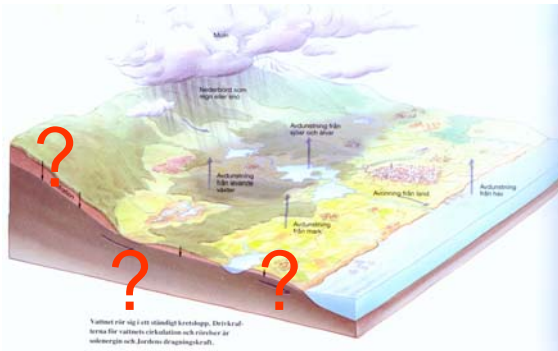 Moln
Nederbörd som
regn eller snö
Avdunstning från
sjöar och älvar
Avdunstning
från levande
växter
Avrinning från land
Avdunstning
från hav
Avdunstning
från mark
?
?
?
Vattnet rör sig i ett ständigt kretslopp. Drivkraf-
terna för vattnets cirkulation och rörelser är
solenergin och Jordens dragningskraft.